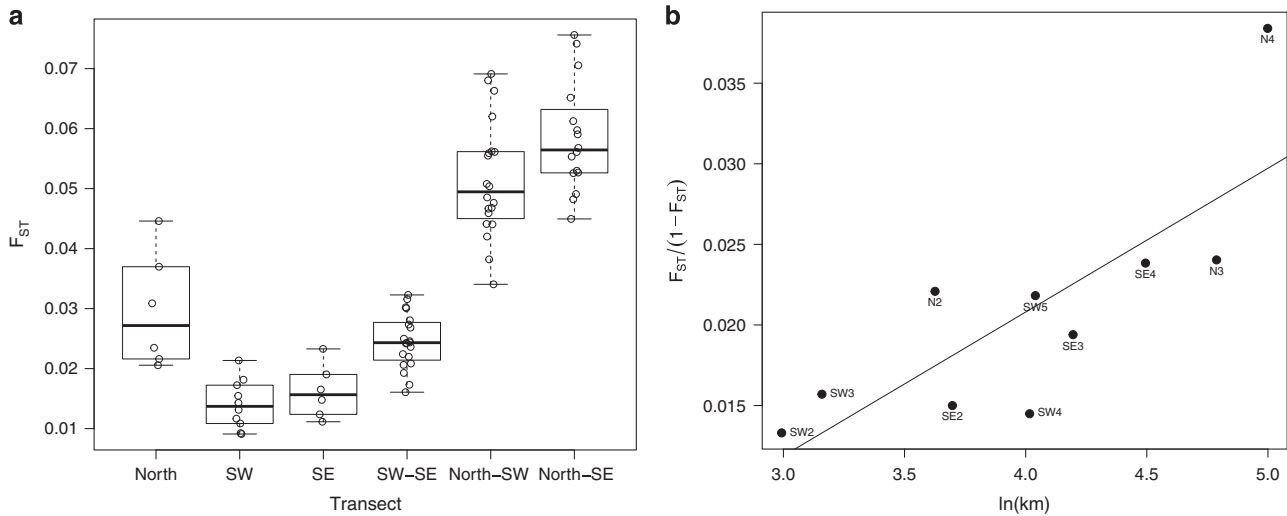 a
0.07
0.06
0.05
0.04
0.03
0.02
0.01
F_ST
North SW SE SW–SE North–SW North–SE
Transect
b
0.035
0.030
0.025
0.020
0.015
F_ST/(1−F_ST)
N4
N3
SE4
N2
SW5
SE3
SW3
SE2
SW4
SW2
3.0 3.5 4.0 4.5 5.0
ln(km)